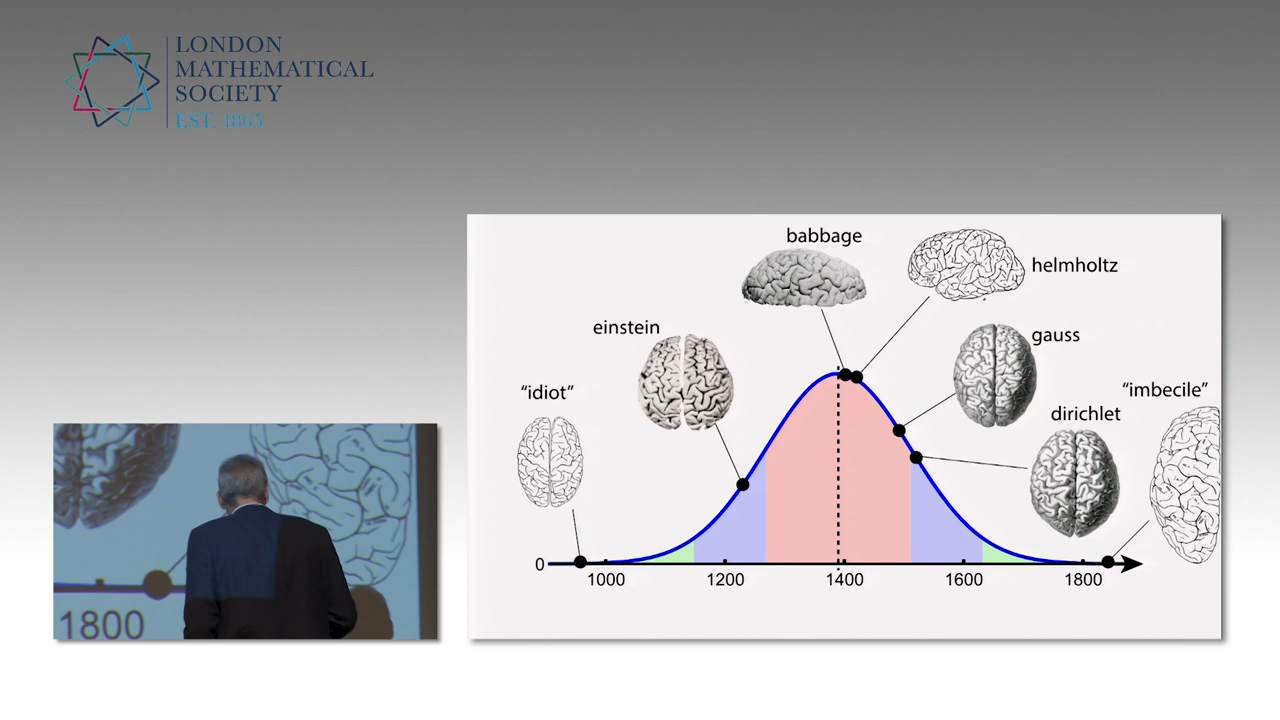 LONDON
MATHEMATICAL
SOCIETY
EST. 1865
babbage
helmholtz
einstein
gauss
"idiot"
"imbecile"
dirichlet
0
1000
1200
1400
1600
1800
1800